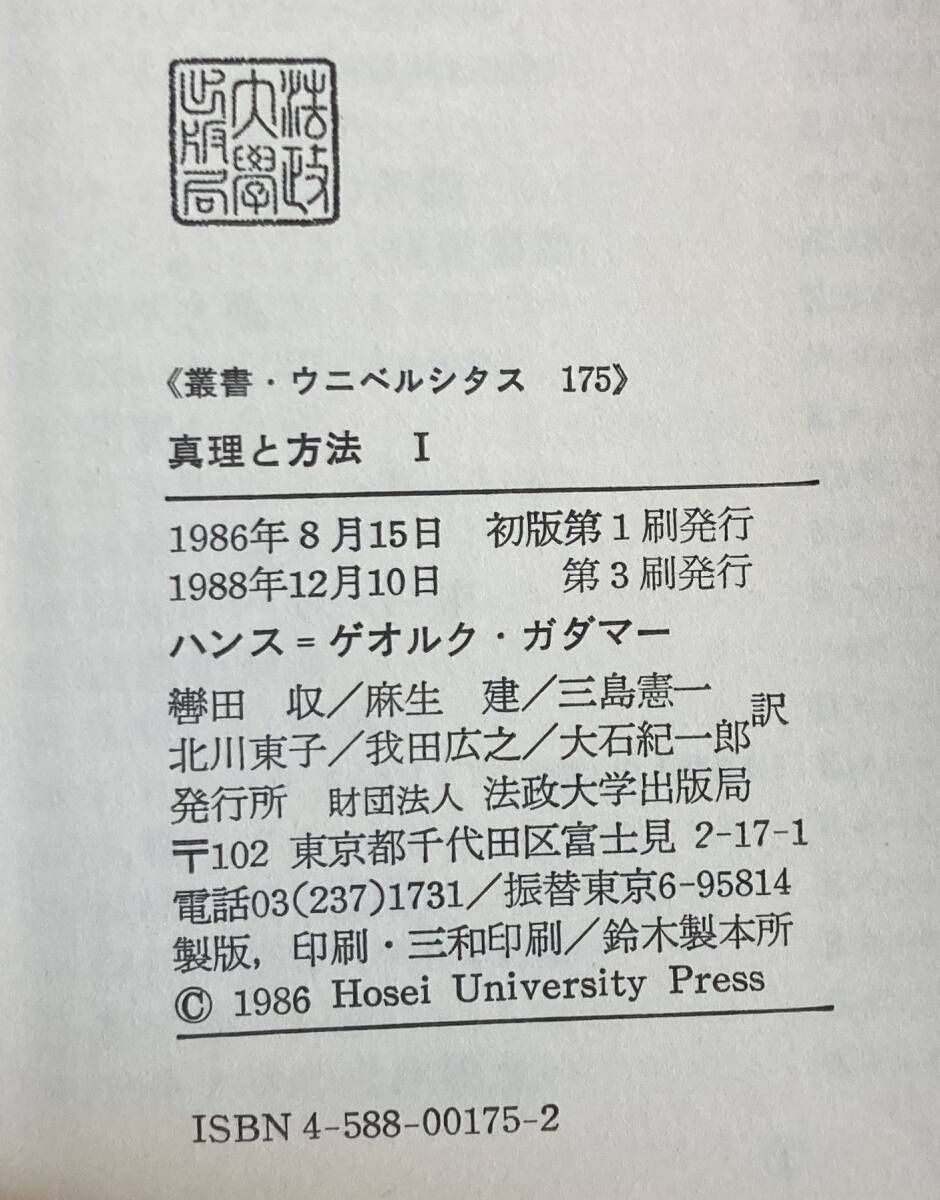 法政
大學
出版局
《叢書・ウニベルシタス 175》
真理と方法 Ⅰ
1986年8月15日 初版第1刷発行
1988年12月10日 第3刷発行
ハンス=ゲオルク・ガダマー
轡田 収/麻生 建/三島憲一
北川東子/我田広之/大石紀一郎 訳
発行所 財団法人 法政大学出版局
〒102 東京都千代田区富士見 2-17-1
電話03(237)1731/振替東京6-95814
製版,印刷・三和印刷/鈴木製本所
© 1986 Hosei University Press
ISBN 4-588-00175-2